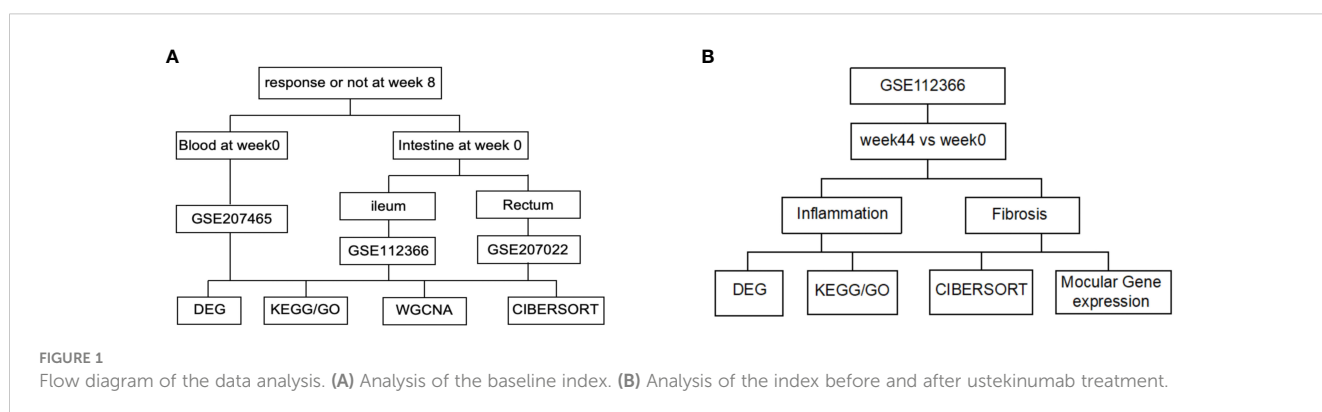 A
response or not at week 8
Blood at week0
Intestine at week 0
ileum
Rectum
GSE207465
GSE112366
GSE207022
DEG
KEGG/GO
WGCNA
CIBERSORT
B
GSE112366
week44 vs week0
Inflammation
Fibrosis
DEG
KEGG/GO
CIBERSORT
Mocular Gene
expression
FIGURE 1
Flow diagram of the data analysis. (A) Analysis of the baseline index. (B) Analysis of the index before and after ustekinumab treatment.